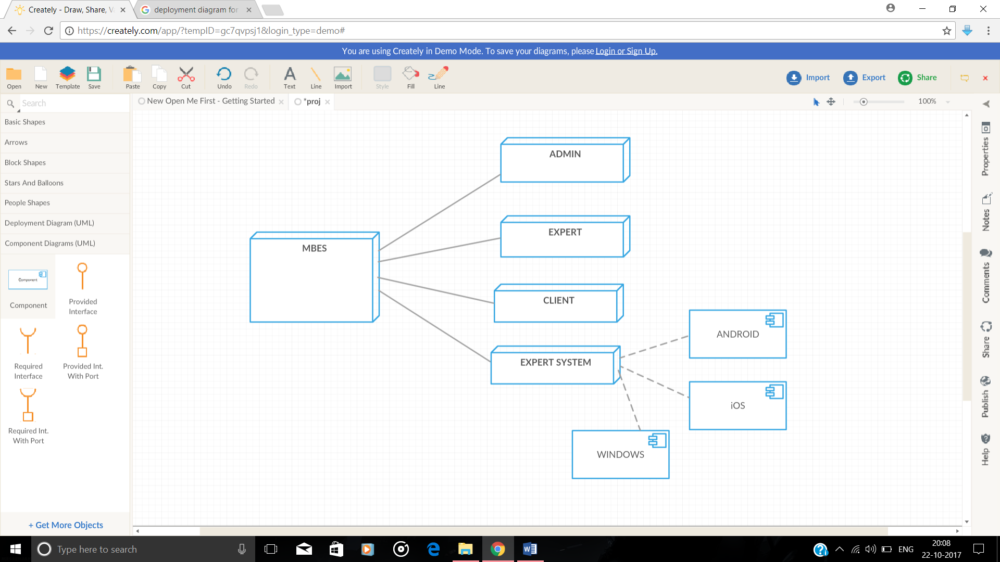 Creately - Draw, Share, V
deployment diagram for
https://creately.com/app/?tempID=gc7qvpsj1&login_type=demo#
You are using Creately in Demo Mode. To save your diagrams, please Login or Sign Up.
Open New Template Save Paste Copy Cut Undo Redo Text Line Import Style Fill Line
Import Export Share
Search
New Open Me First - Getting Started
*proj
100%
Basic Shapes
Arrows
Block Shapes
Stars And Balloons
People Shapes
Deployment Diagram (UML)
Component Diagrams (UML)
Component
Component
Provided
Interface
Required
Interface
Provided Int.
With Port
Required Int.
With Port
+ Get More Objects
ADMIN
EXPERT
MBES
CLIENT
EXPERT SYSTEM
ANDROID
iOS
WINDOWS
Properties
Notes
Comments
Share
Publish
Help
Type here to search
ENG
20:08
22-10-2017